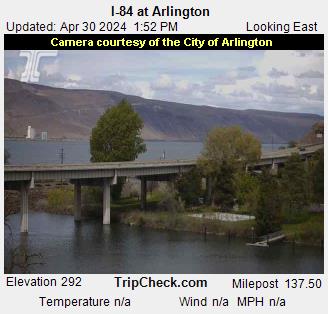 I-84 at Arlington
Updated: Apr 30 2024 1:52 PM Looking East
Camera courtesy of the City of Arlington
Elevation 292 TripCheck.com Milepost 137.50
Temperature n/a Wind n/a MPH n/a